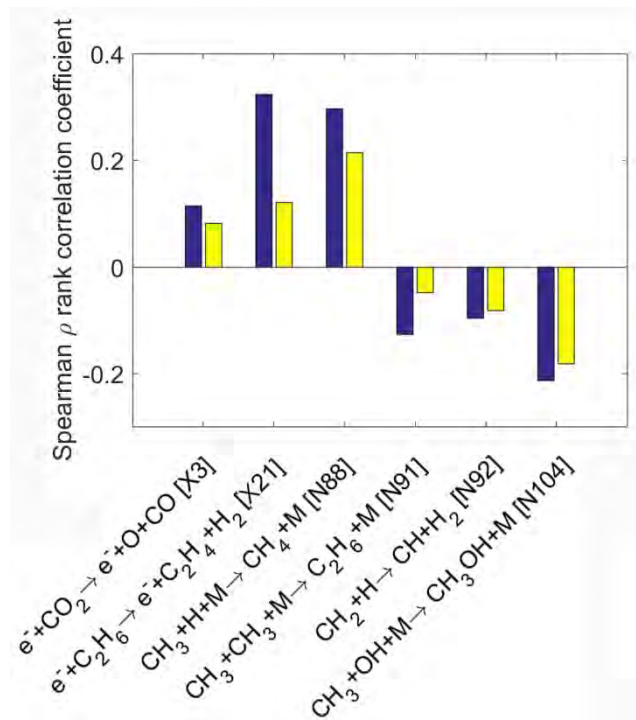 Spearman ρ rank correlation coefficient
0.4
0.2
0
-0.2
e⁻+CO₂→e⁻+O+CO [X3]
e⁻+C₂H₆→e⁻+C₂H₄+H₂ [X21]
CH₃+H+M→CH₄+M [N88]
CH₃+CH₃+M→C₂H₆+M [N91]
CH₂+H→CH+H₂ [N92]
CH₃+OH+M→CH₃OH+M [N104]